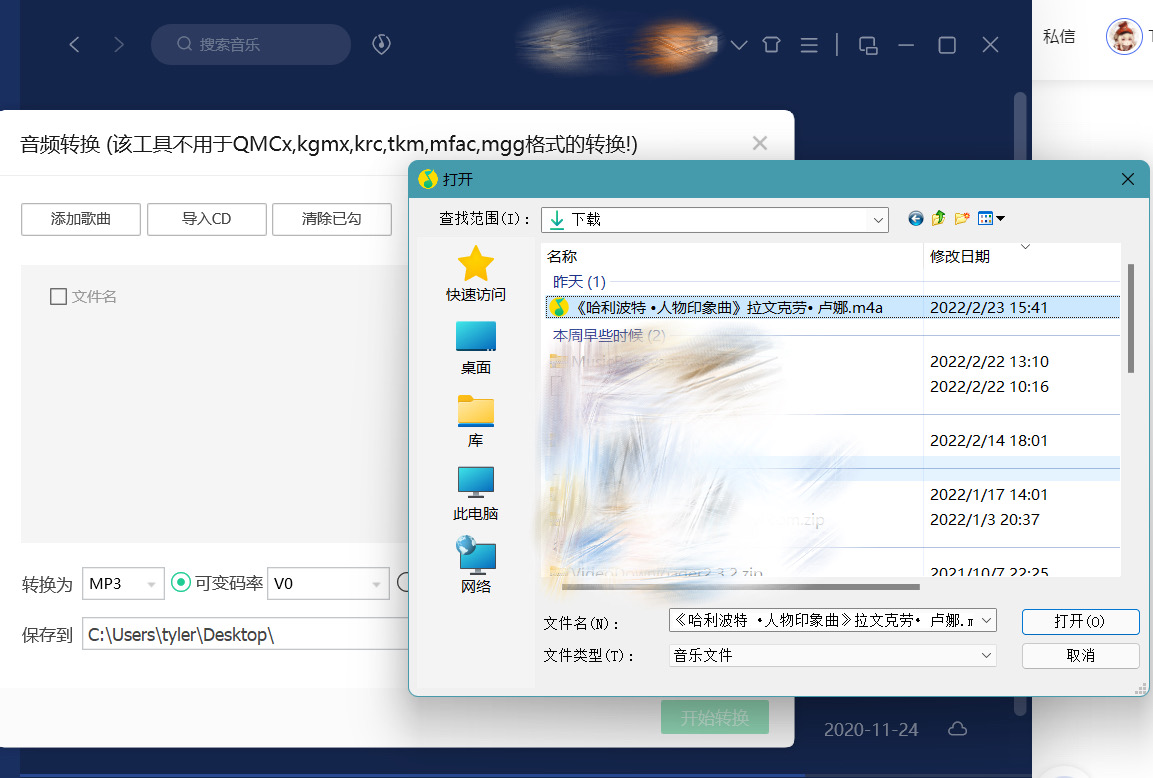 搜索音乐
私信
音频转换 (该工具不用于QMCx,kgmx,krc,tkm,mfac,mgg格式的转换!)
添加歌曲
导入CD
清除已勾
文件名
转换为
MP3
可变码率
V0
保存到
C:\Users\tyler\Desktop\
开始转换
2020-11-24
打开
查找范围(I):
下载
快速访问
桌面
库
此电脑
网络
名称
修改日期
昨天 (1)
《哈利波特 •人物印象曲》拉文克劳• 卢娜.m4a
2022/2/23 15:41
本周早些时候 (2)
2022/2/22 13:10
2022/2/22 10:16
2022/2/14 18:01
2022/1/17 14:01
2022/1/3 20:37
.zip
VideoDownloader2.3.2.zip
2021/10/7 22:25
文件名(N):
《哈利波特 •人物印象曲》拉文克劳• 卢娜.m
打开(O)
文件类型(T):
音乐文件
取消